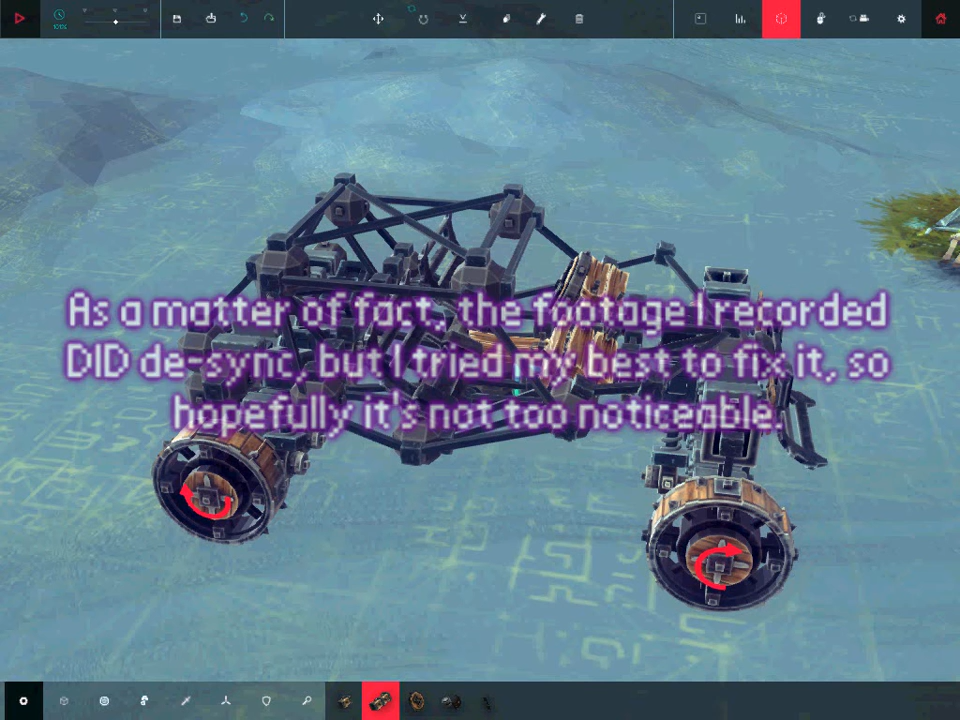 As a matter of fact, the footage I recorded
DID de-sync, but I tried my best to fix it, so
hopefully it's not too noticeable.